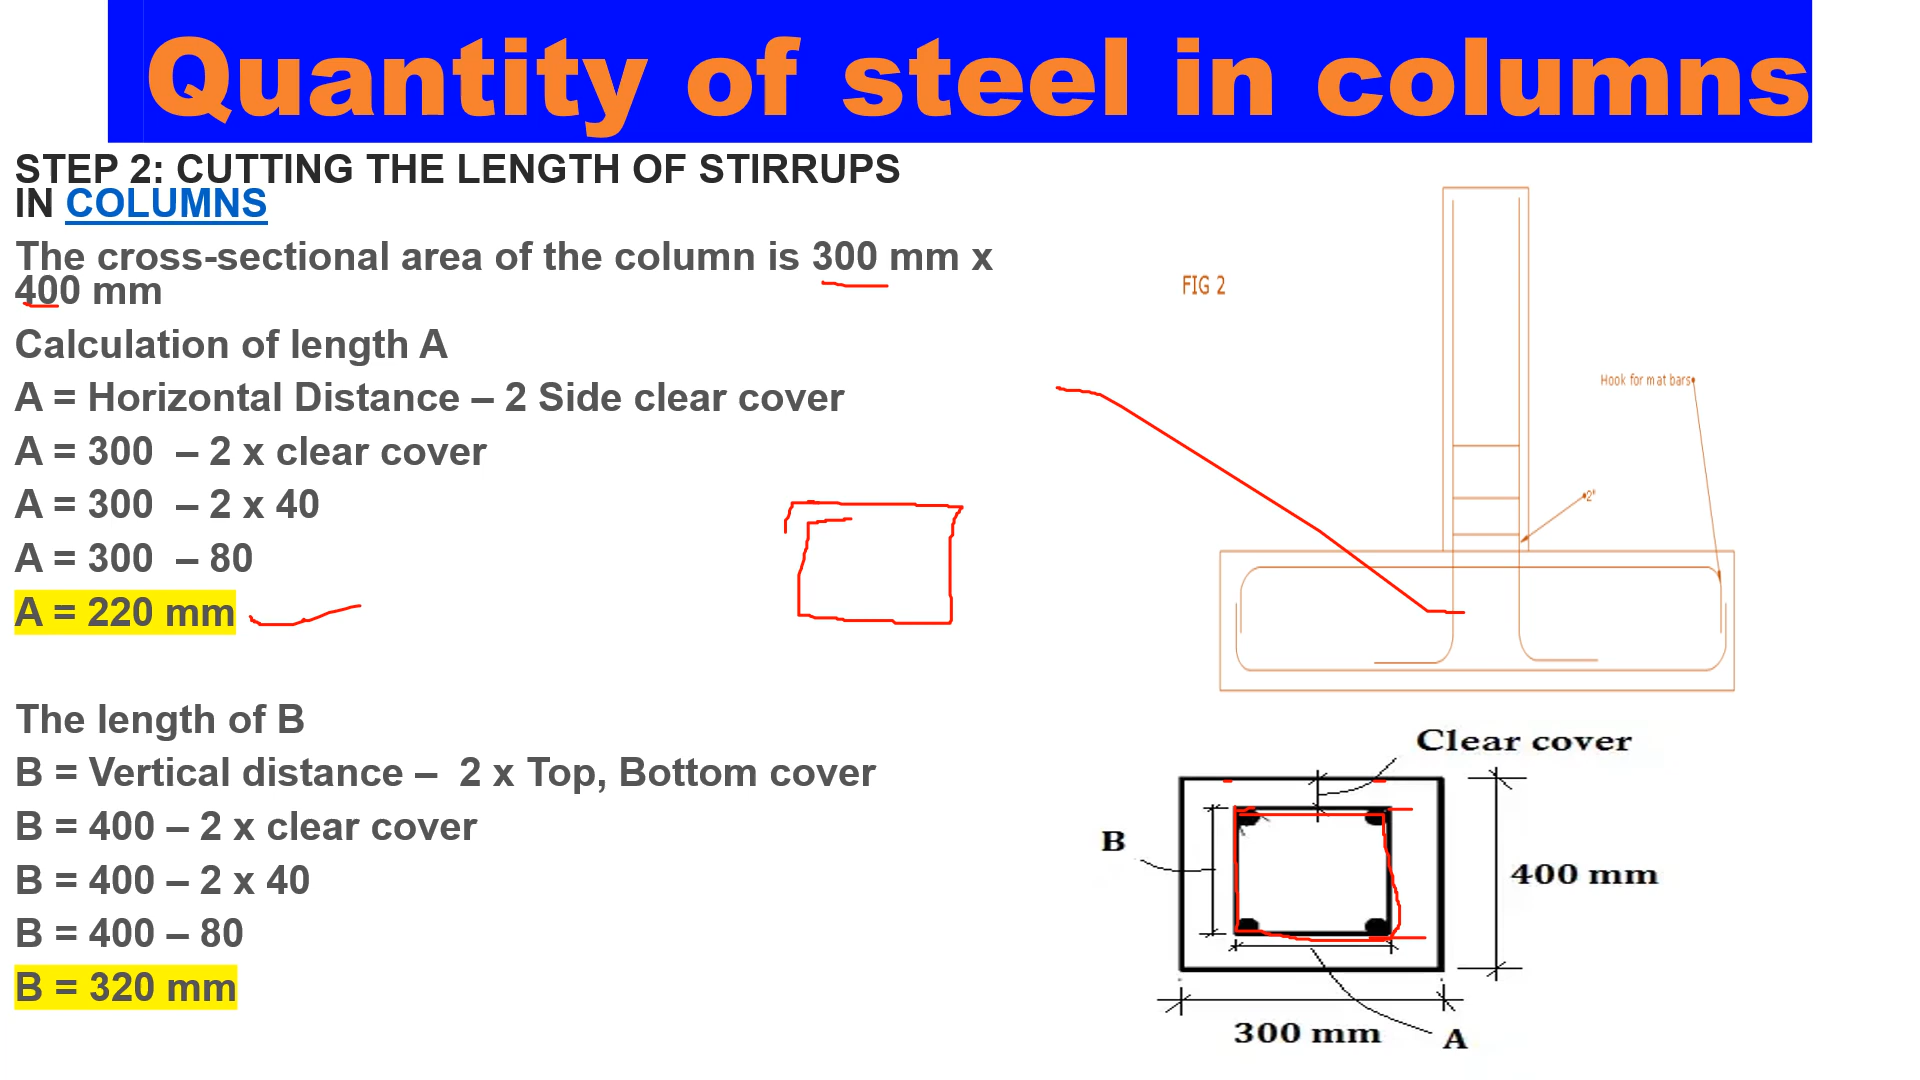 Quantity of steel in columns
STEP 2: CUTTING THE LENGTH OF STIRRUPS
IN COLUMNS
The cross-sectional area of the column is 300 mm x
400 mm
Calculation of length A
A = Horizontal Distance – 2 Side clear cover
A = 300  – 2 x clear cover
A = 300  – 2 x 40
A = 300  – 80
A = 220 mm
The length of B
B = Vertical distance –  2 x Top, Bottom cover
B = 400 – 2 x clear cover
B = 400 – 2 x 40
B = 400 – 80
B = 320 mm
FIG 2
Hook for mat bars
2"
Clear cover
B
400 mm
300 mm
A